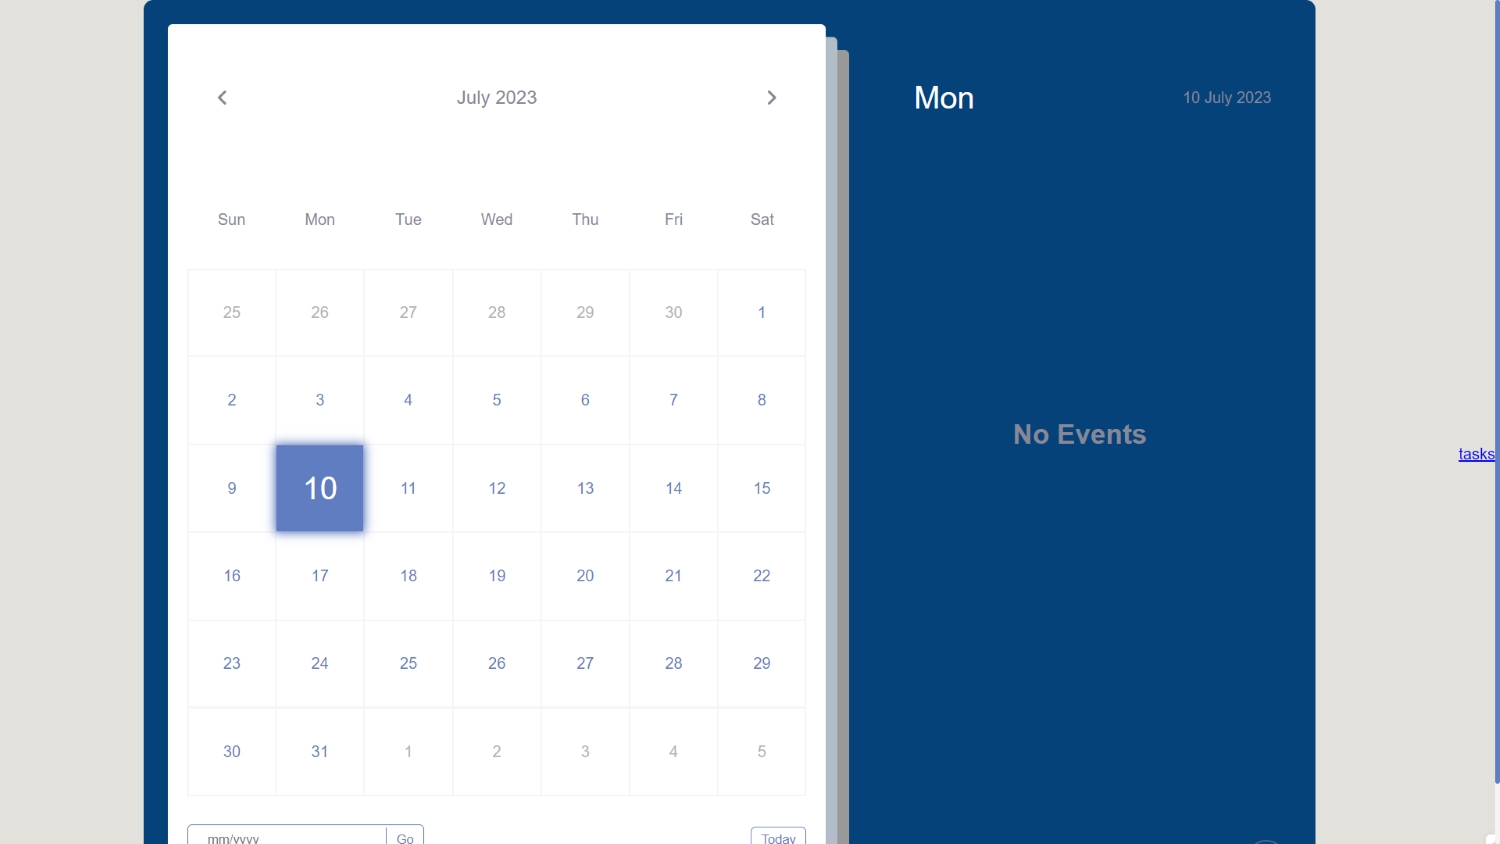 July 2023
Mon
10 July 2023
Sun Mon Tue Wed Thu Fri Sat
25 26 27 28 29 30 1
2 3 4 5 6 7 8
No Events
tasks
9 10 11 12 13 14 15
16 17 18 19 20 21 22
23 24 25 26 27 28 29
30 31 1 2 3 4 5
mm/yyyy Go Today